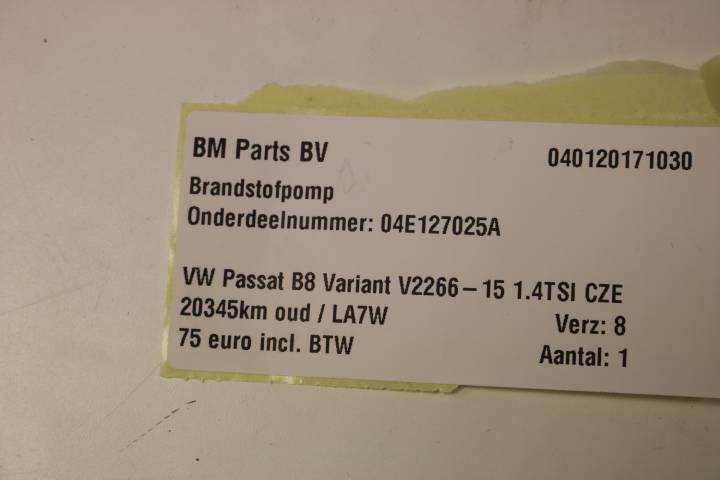 BM Parts BV 040120171030
Brandstofpomp
Onderdeelnummer: 04E127025A
VW Passat B8 Variant V2266-15 1.4TSI CZE
20345km oud / LA7W Verz: 8
75 euro incl. BTW Aantal: 1